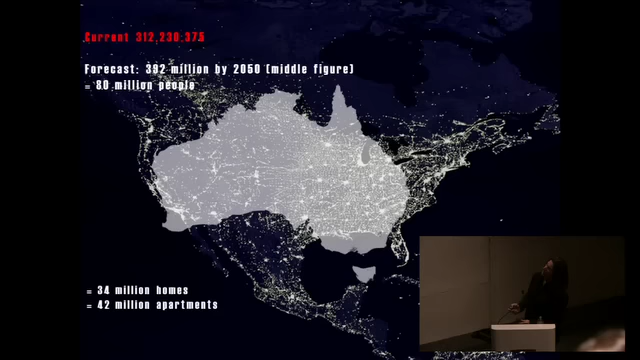 Current 312,230,375
Forecast: 392 million by 2050 (middle figure)
= 80 million people
= 34 million homes
= 42 million apartments